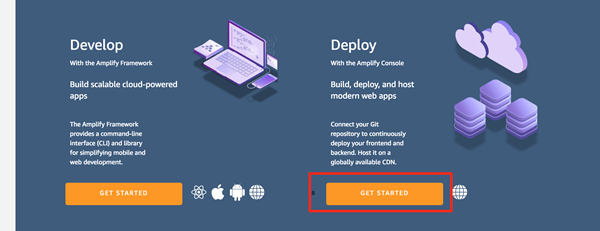 Develop
With the Amplify Framework
Build scalable cloud-powered
apps
The Amplify Framework
provides a command-line
interface (CLI) and library
for simplifying mobile and
web development.
GET STARTED
Deploy
With the Amplify Console
Build, deploy, and host
modern web apps
Connect your Git
repository to continuously
deploy your frontend and
backend. Host it on a
globally available CDN.
GET STARTED